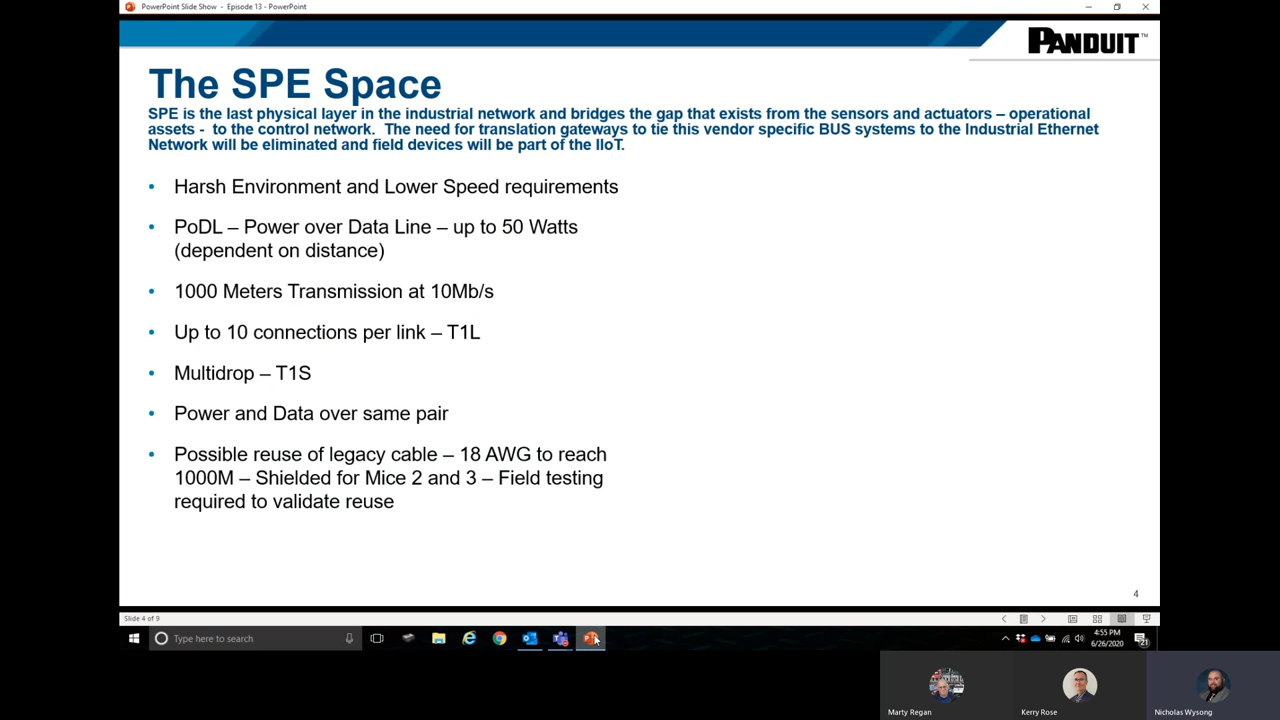 PowerPoint Slide Show - Episode 13 - PowerPoint
PANDUIT™
The SPE Space
SPE is the last physical layer in the industrial network and bridges the gap that exists from the sensors and actuators – operational
assets - to the control network. The need for translation gateways to tie this vendor specific BUS systems to the Industrial Ethernet
Network will be eliminated and field devices will be part of the IIoT.
• Harsh Environment and Lower Speed requirements
• PoDL – Power over Data Line – up to 50 Watts
(dependent on distance)
• 1000 Meters Transmission at 10Mb/s
• Up to 10 connections per link – T1L
• Multidrop – T1S
• Power and Data over same pair
• Possible reuse of legacy cable – 18 AWG to reach
1000M – Shielded for Mice 2 and 3 – Field testing
required to validate reuse
4
Slide 4 of 9
Type here to search
4:55 PM
6/26/2020
21
Marty Regan
Kerry Rose
Nicholas Wysong